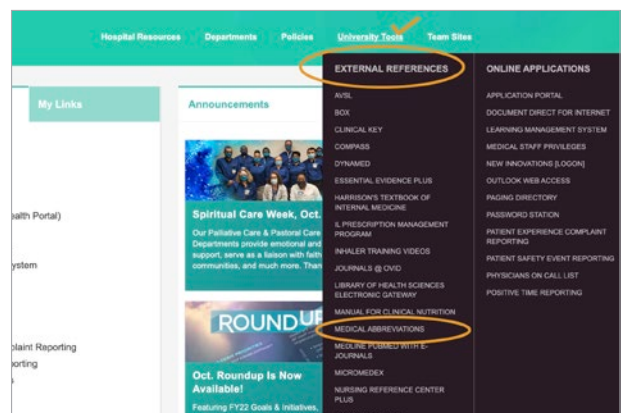 Hospital Resources Departments Policies University Tools Team Sites
My Links
ealth Portal)
ystem
plaint Reporting
orting
Announcements
Spiritual Care Week, Oct.
Our Palliative Care & Pastoral Care
Departments provide emotional and
support, serve as a liaison with faith
communities, and much more. Than
ROUNDUP
Oct. Roundup Is Now
Available!
Featuring FY22 Goals & Initiatives,
EXTERNAL REFERENCES
AVSL
BOX
CLINICAL KEY
COMPASS
DYNAMED
ESSENTIAL EVIDENCE PLUS
HARRISON'S TEXTBOOK OF
INTERNAL MEDICINE
IL PRESCRIPTION MANAGEMENT
PROGRAM
INHALER TRAINING VIDEOS
JOURNALS @ OVID
LIBRARY OF HEALTH SCIENCES
ELECTRONIC GATEWAY
MANUAL FOR CLINICAL NUTRITION
MEDICAL ABBREVIATIONS
MEDLINE PUBMED WITH E-
JOURNALS
MICROMEDEX
NURSING REFERENCE CENTER
PLUS
ONLINE APPLICATIONS
APPLICATION PORTAL
DOCUMENT DIRECT FOR INTERNET
LEARNING MANAGEMENT SYSTEM
MEDICAL STAFF PRIVILEGES
NEW INNOVATIONS [LOGON]
OUTLOOK WEB ACCESS
PAGING DIRECTORY
PASSWORD STATION
PATIENT EXPERIENCE COMPLAINT
REPORTING
PATIENT SAFETY EVENT REPORTING
PHYSICIANS ON CALL LIST
POSITIVE TIME REPORTING